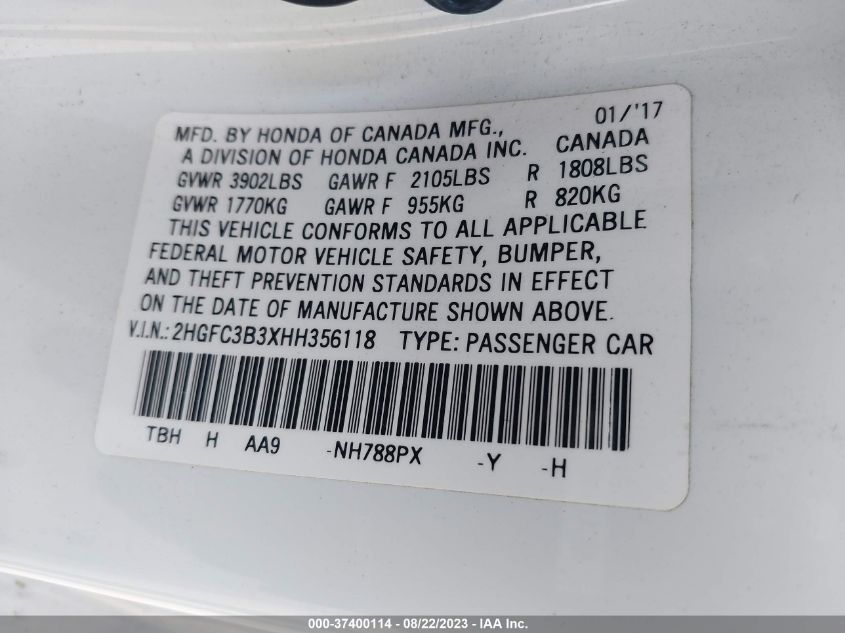 01/'17
MFD. BY HONDA OF CANADA MFG.,
A DIVISION OF HONDA CANADA INC. CANADA
GVWR 3902LBS GAWR F 2105LBS R 1808LBS
GVWR 1770KG GAWR F 955KG R 820KG
THIS VEHICLE CONFORMS TO ALL APPLICABLE
FEDERAL MOTOR VEHICLE SAFETY, BUMPER,
AND THEFT PREVENTION STANDARDS IN EFFECT
ON THE DATE OF MANUFACTURE SHOWN ABOVE.
V.I.N.: 2HGFC3B3XHH356118 TYPE: PASSENGER CAR
TBH H AA9 -NH788PX -Y -H
000-37400114 - 08/22/2023 - IAA Inc.